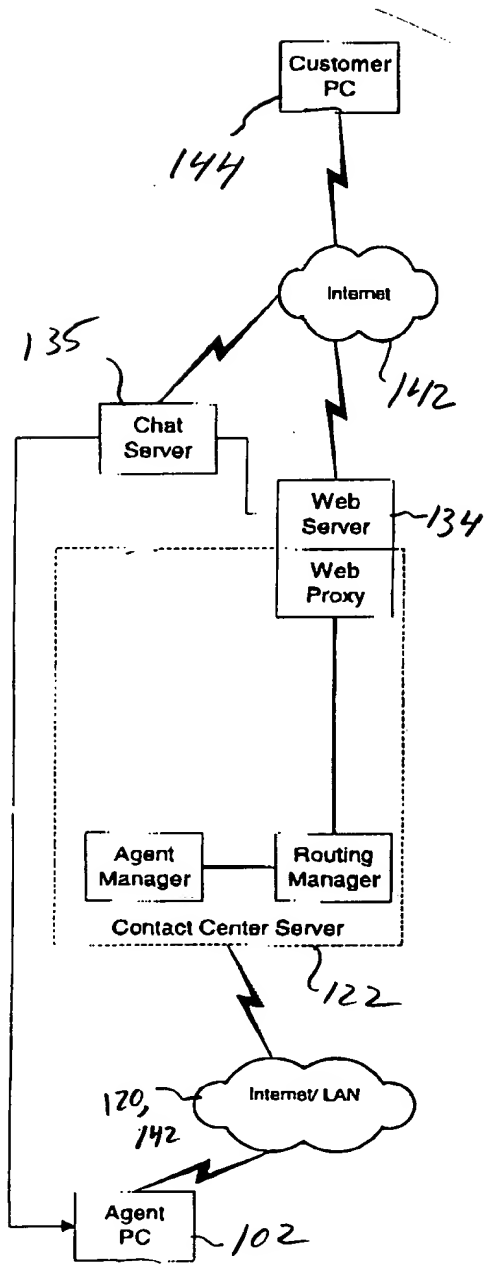 Customer
PC
144
Internet
142
135
Chat
Server
Web
Server
134
Web
Proxy
Agent
Manager
Routing
Manager
Contact Center Server
122
Internet/ LAN
120,
142
Agent
PC
102